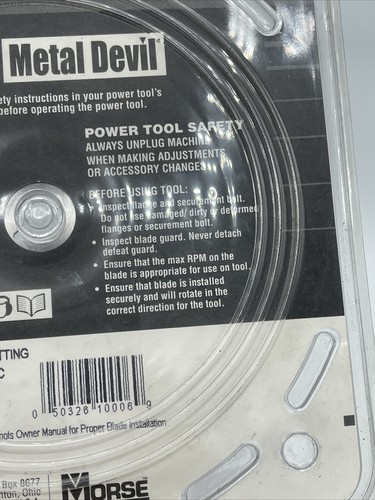 Metal Devil
ety instructions in your power tool's
before operating the power tool.
POWER TOOL SAFETY
ALWAYS UNPLUG MACHINE
WHEN MAKING ADJUSTMENTS
OR ACCESSORY CHANGES
BEFORE USING TOOL:
• Inspect flange and securement bolt.
Do not use damaged/ dirty or deformed
flanges or securement bolt.
• Inspect blade guard. Never detach
defeat guard.
• Ensure that the max RPM on the
blade is appropriate for use on tool.
• Ensure that blade is installed
securely and will rotate in the
correct direction for the tool.
TTING
C
0 50326 10006 9
ools Owner Manual for Proper Blade Installation
Box 8677
nton, Ohio
MORSE